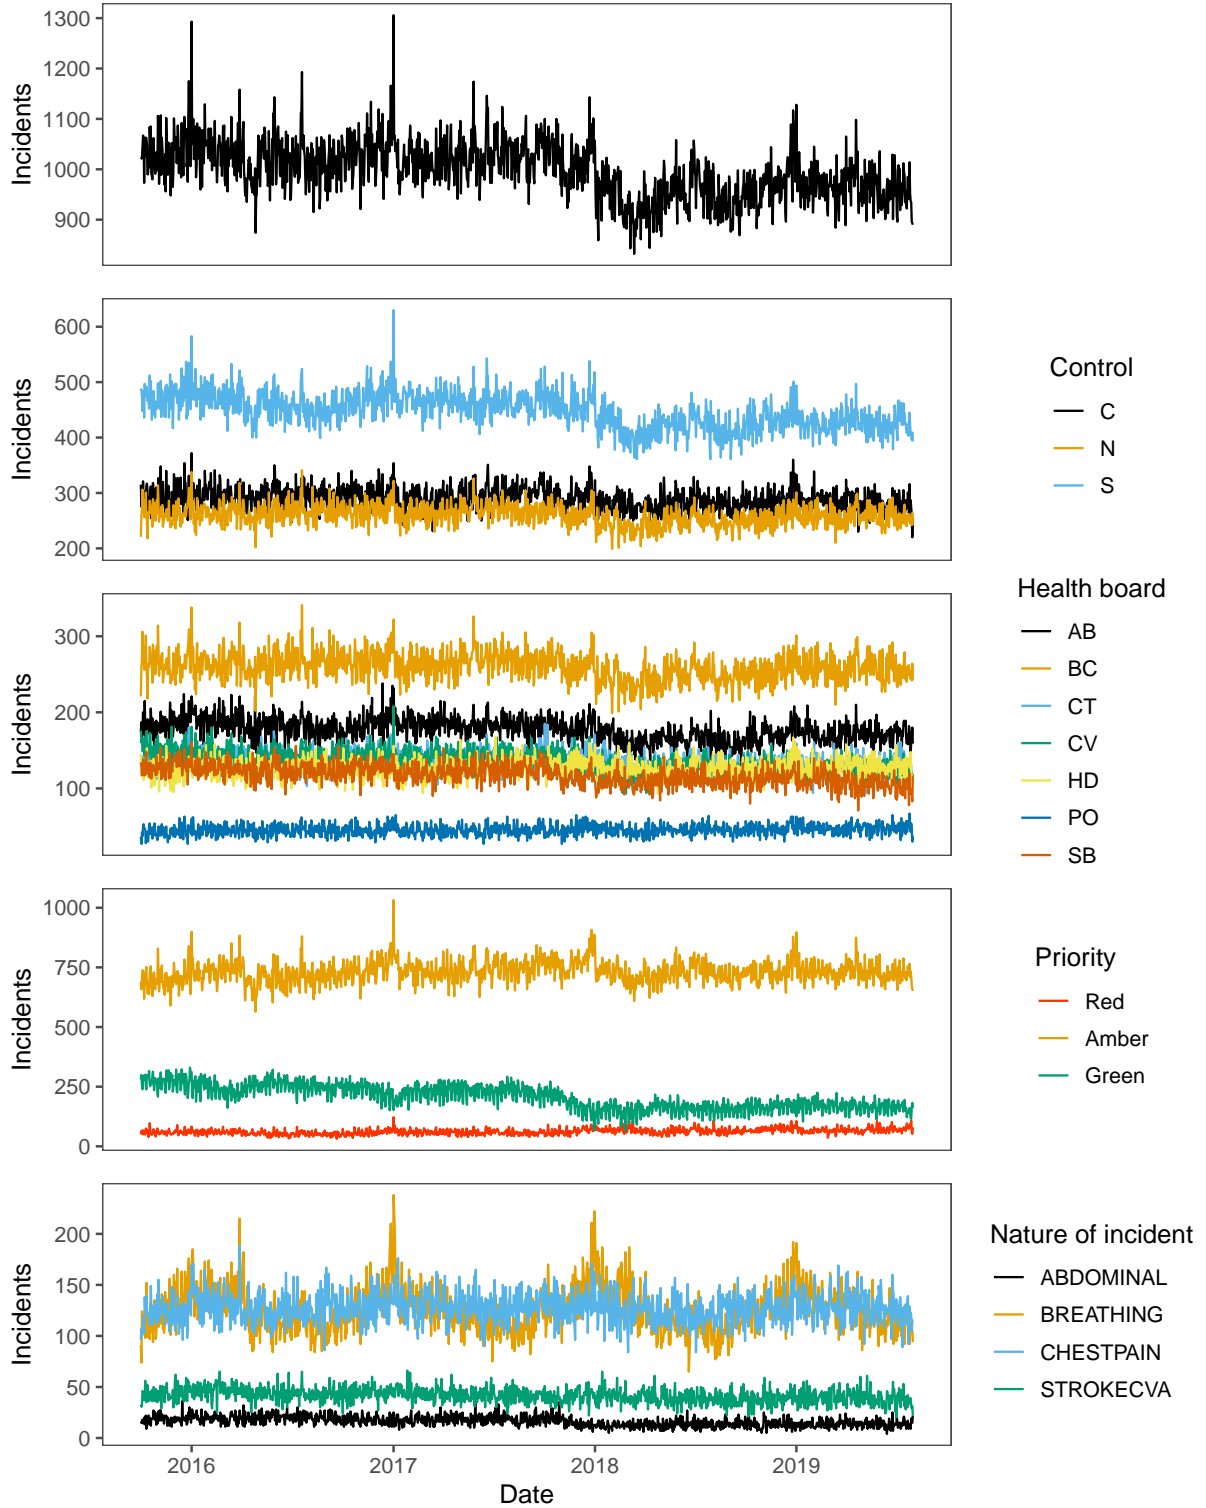 1300
1200
1100
1000
900
Incidents
600
500
400
300
200
Incidents
Control
C
N
S
300
200
100
Incidents
Health board
AB
BC
CT
CV
HD
PO
SB
1000
750
500
250
0
Incidents
Priority
Red
Amber
Green
200
150
100
50
0
Incidents
Nature of incident
ABDOMINAL
BREATHING
CHESTPAIN
STROKECVA
2016 2017 2018 2019
Date